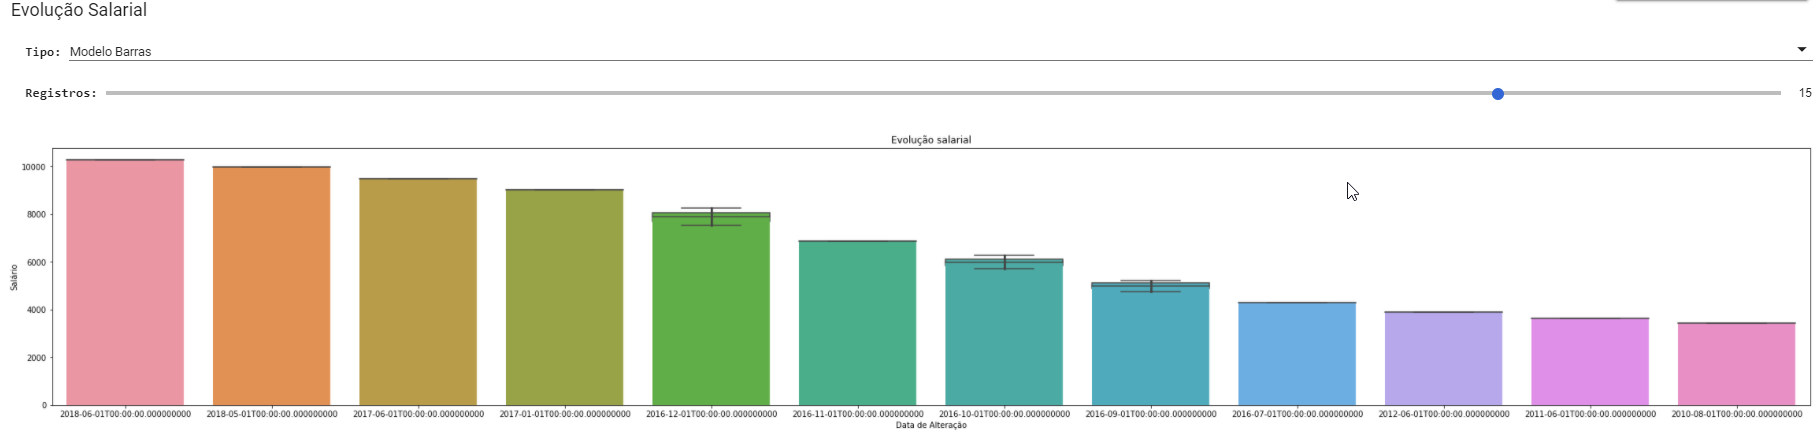 Evolução Salarial
Tipo: Modelo Barras
Registros: 15
Evolução salarial
10000
8000
6000
4000
2000
0
Salário
2018-06-01T00:00:00.000000000 2018-05-01T00:00:00.000000000 2017-06-01T00:00:00.000000000 2017-01-01T00:00:00.000000000 2016-12-01T00:00:00.000000000 2016-11-01T00:00:00.000000000 2016-10-01T00:00:00.000000000 2016-09-01T00:00:00.000000000 2016-07-01T00:00:00.000000000 2012-06-01T00:00:00.000000000 2011-06-01T00:00:00.000000000 2010-08-01T00:00:00.000000000
Data de Alteração